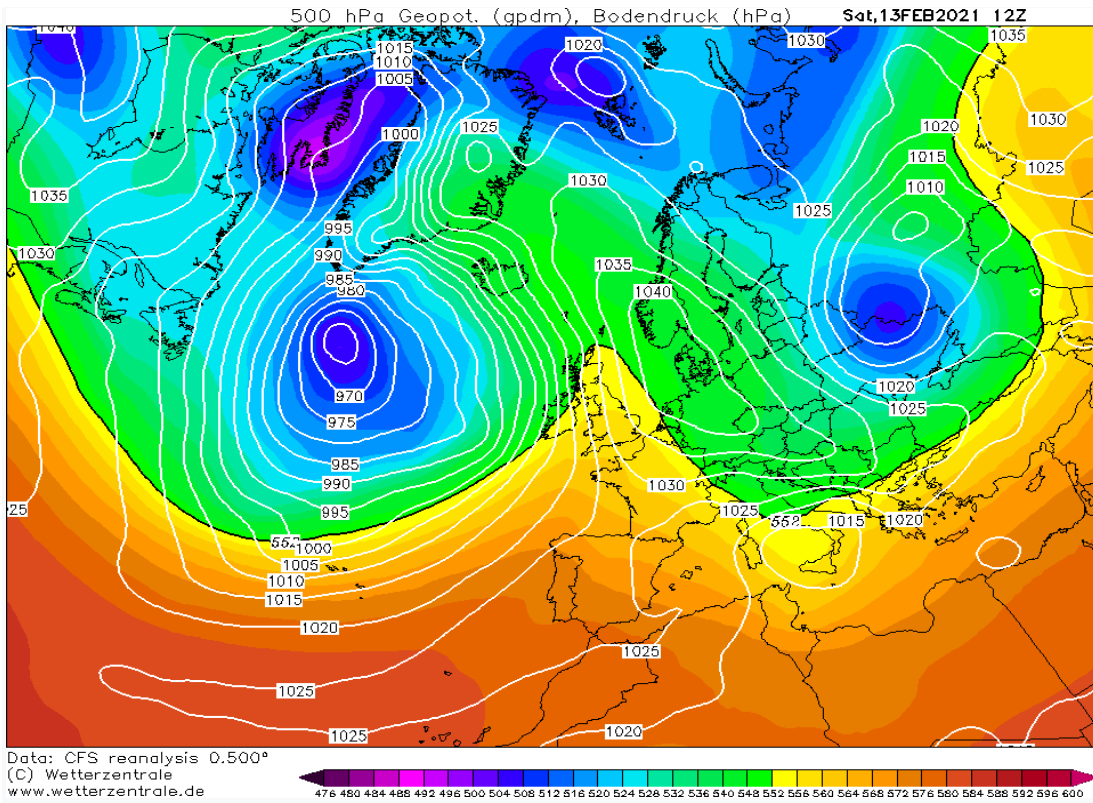 500 hPa Geopot. (gpdm), Bodendruck (hPa) Sat,13FEB2021 12Z
1040 1015 1020 1030 1035
1010
1005
1000 1025 1020 1030
1015 1025
1035 1030 1010
1025
995
1030 990 1035
985 1040
980
970 1020
975 1025
985
990 1030
995 1025 552 1015 1020
25
552 1000
1005
1010
1015
1020
1025
1025
1025 1020
Data: CFS reanalysis 0.500°
(C) Wetterzentrale
www.wetterzentrale.de
476 480 484 488 492 496 500 504 508 512 516 520 524 528 532 536 540 548 552 556 560 564 568 572 576 580 584 588 592 596 600